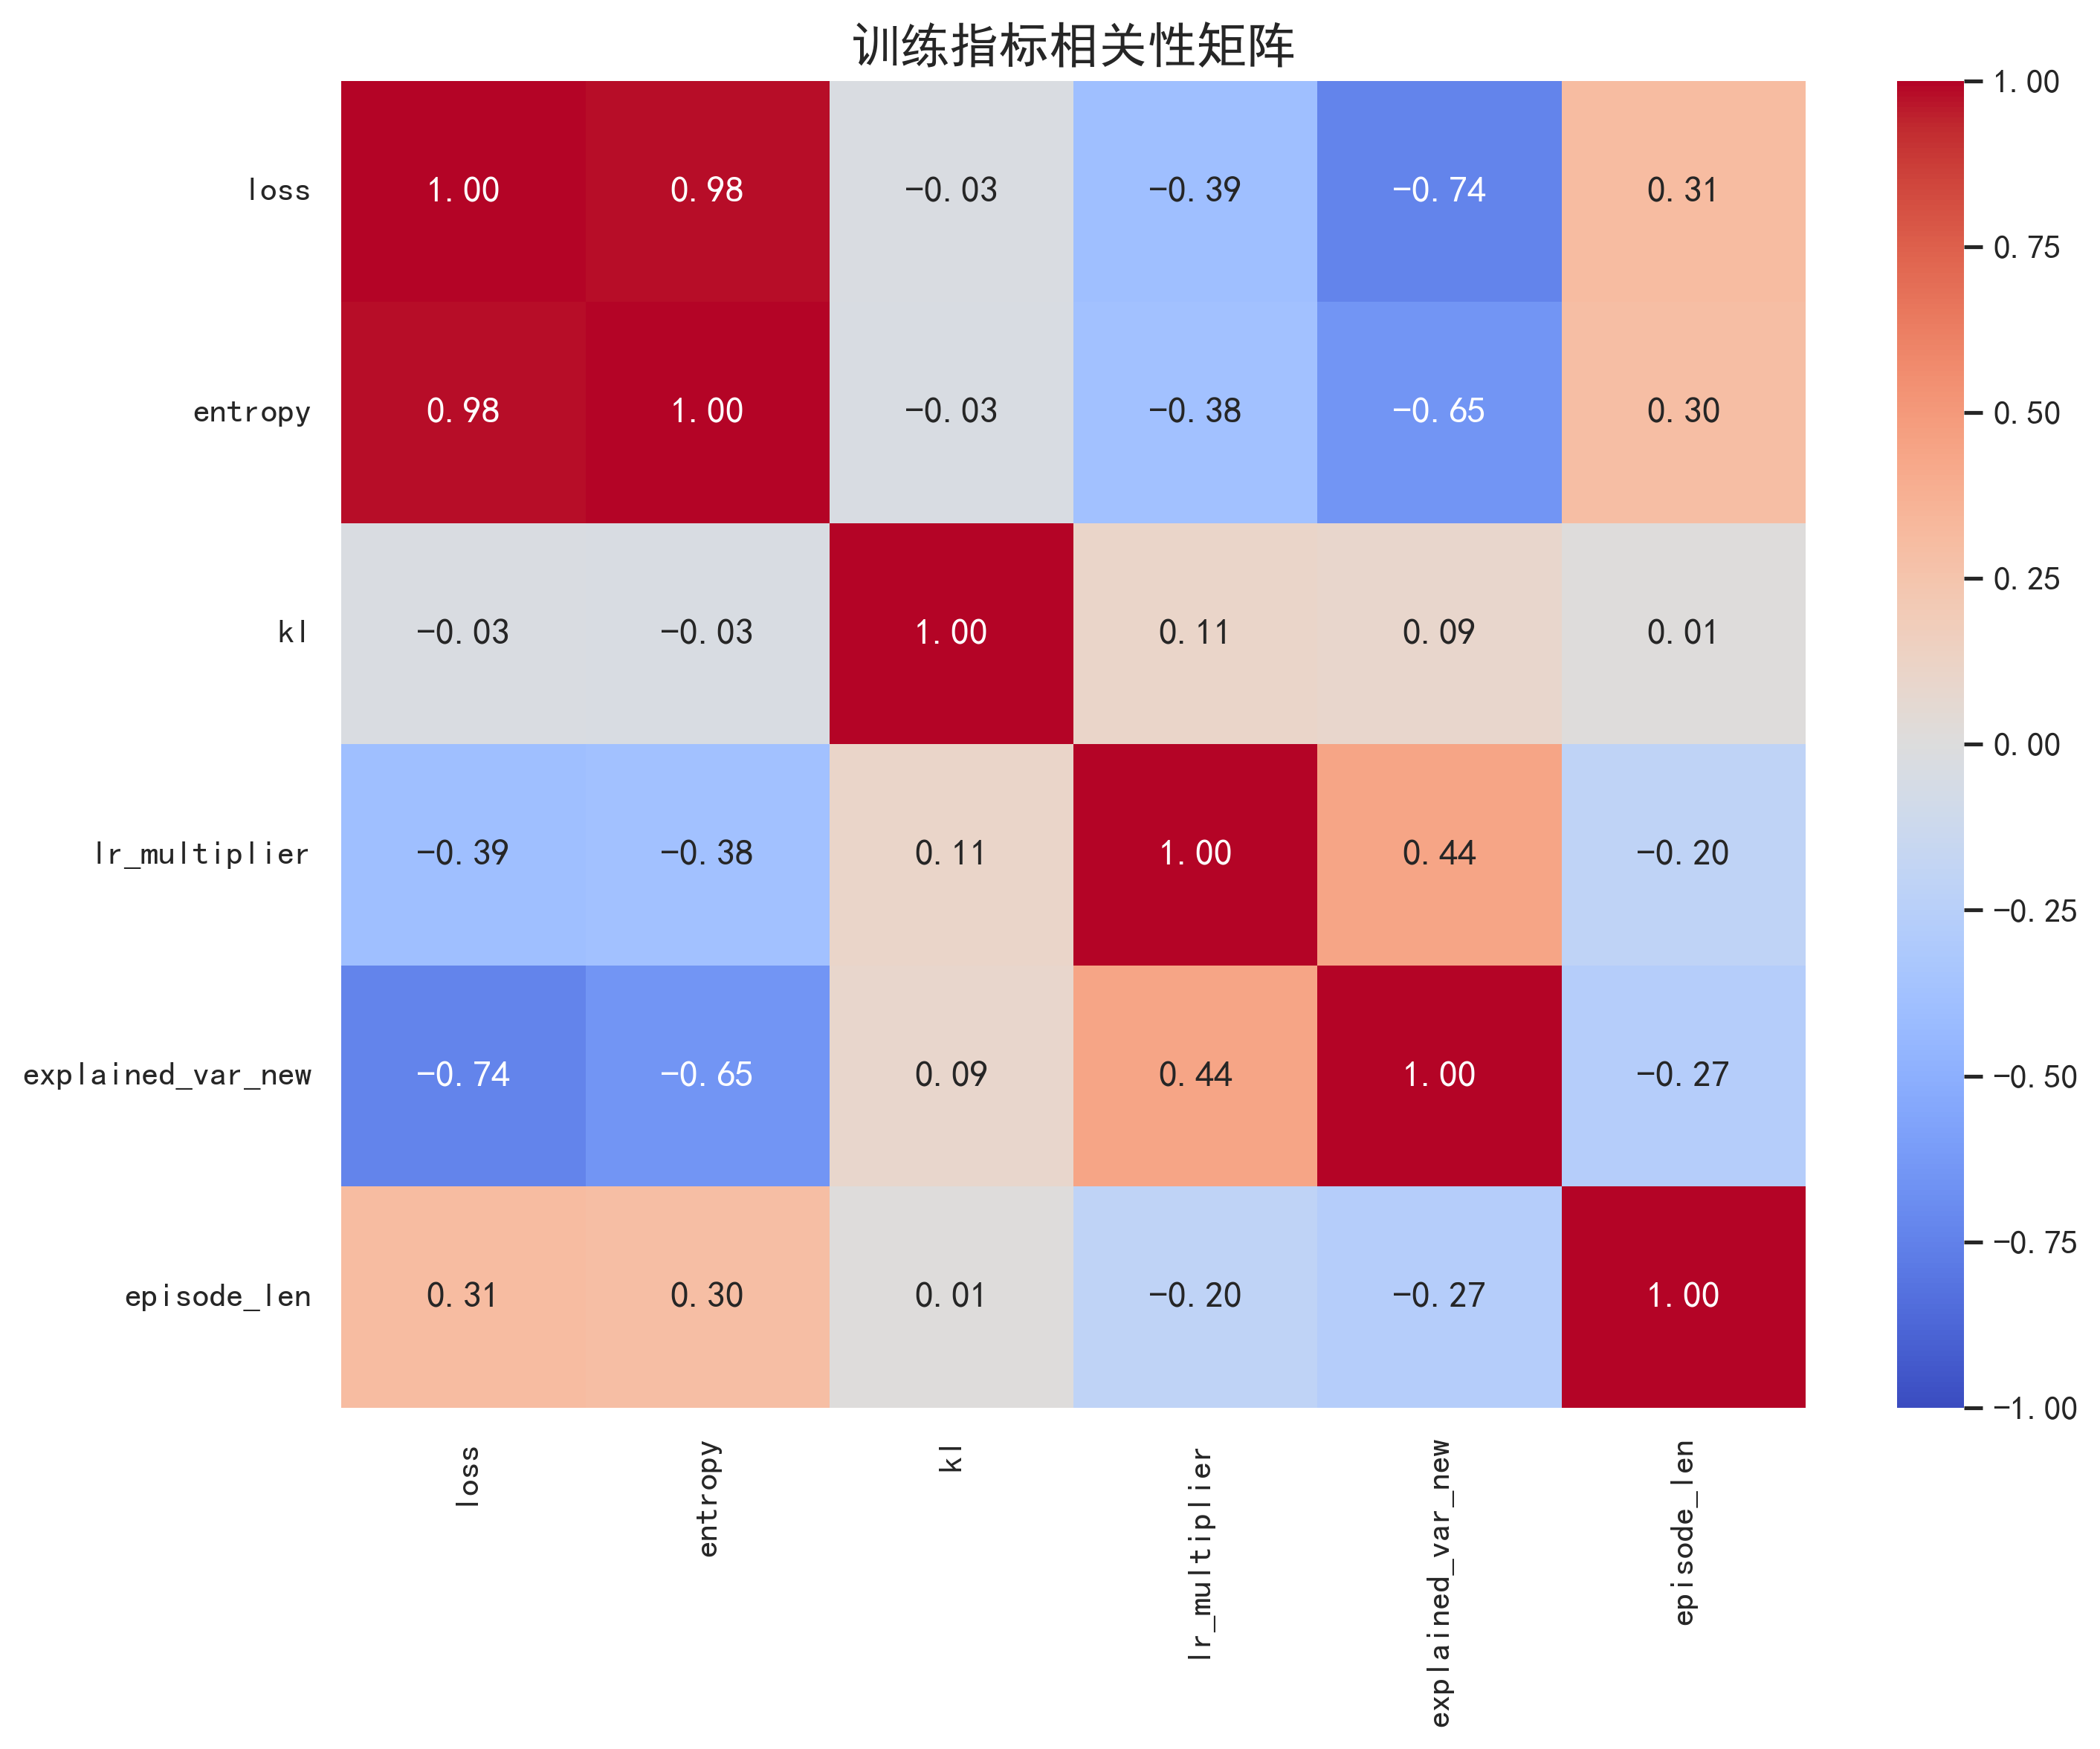 训练指标相关性矩阵
loss 1.00 0.98 −0.03 −0.39 −0.74 0.31
entropy 0.98 1.00 −0.03 −0.38 −0.65 0.30
kl −0.03 −0.03 1.00 0.11 0.09 0.01
lr_multiplier −0.39 −0.38 0.11 1.00 0.44 −0.20
explained_var_new −0.74 −0.65 0.09 0.44 1.00 −0.27
episode_len 0.31 0.30 0.01 −0.20 −0.27 1.00
loss entropy kl lr_multiplier explained_var_new episode_len
1.00
0.75
0.50
0.25
0.00
−0.25
−0.50
−0.75
−1.00